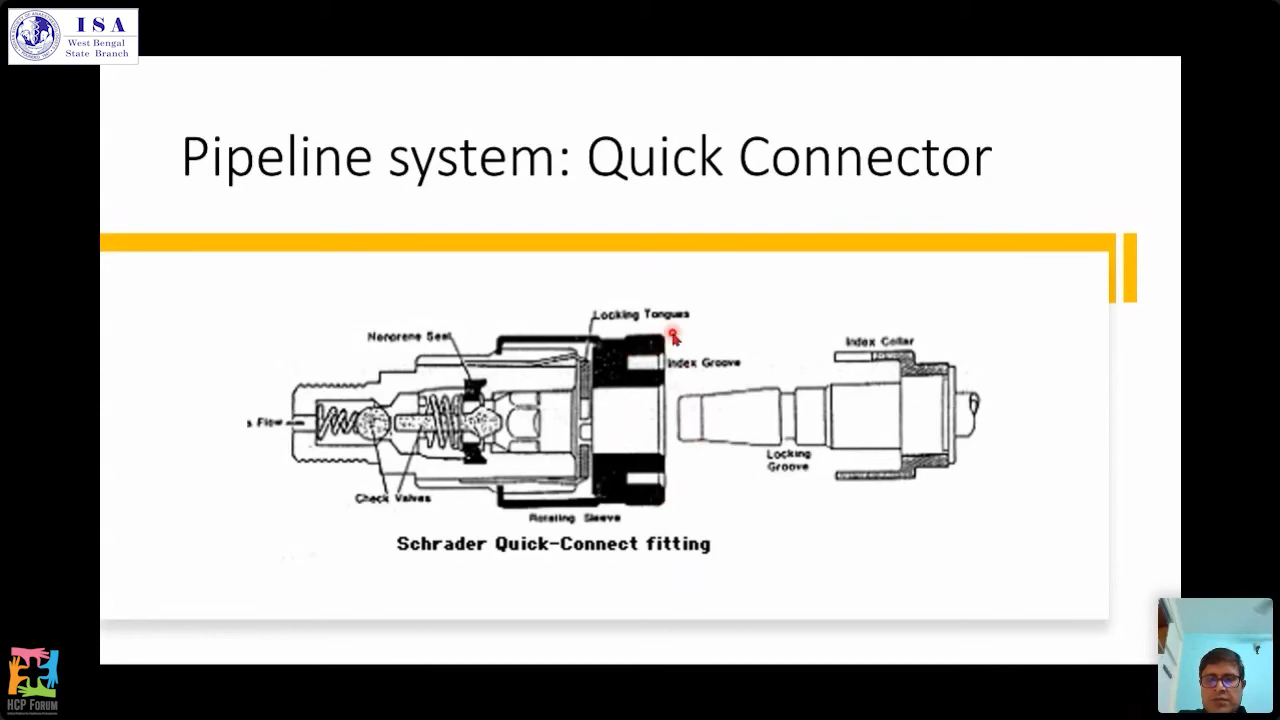 ISA
West Bengal
State Branch
Pipeline system: Quick Connector
Locking Tongues
Neoprene Seal
Index Groove
Index Collar
s Flow
Locking
Groove
Check Valves
Rotating Sleeve
Schrader Quick-Connect fitting
HCP FORUM